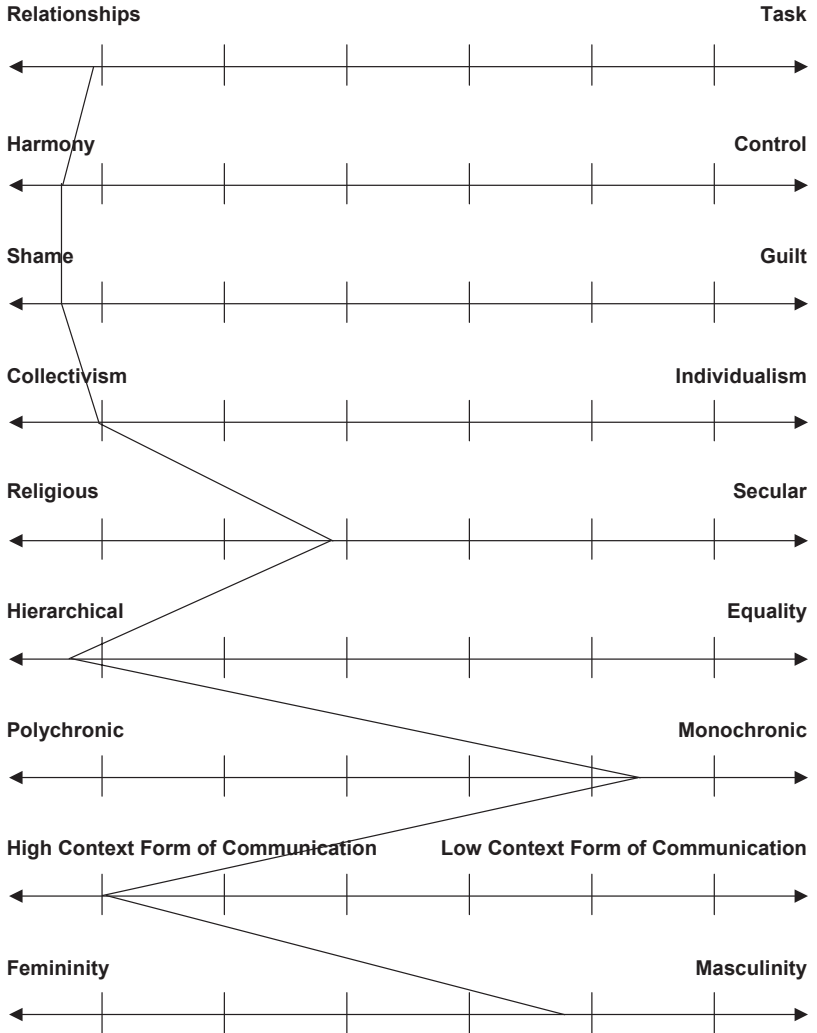 Relationships Task
Harmony Control
Shame Guilt
Collectivism Individualism
Religious Secular
Hierarchical Equality
Polychronic Monochronic
High Context Form of Communication Low Context Form of Communication
Femininity Masculinity